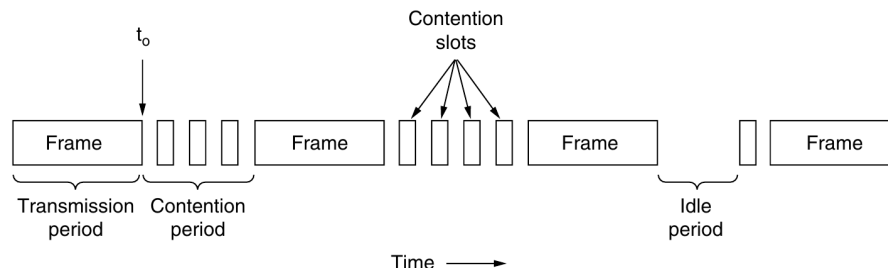 Contention
slots
t₀
Frame
Frame
Frame
Frame
Transmission
period
Contention
period
Idle
period
Time